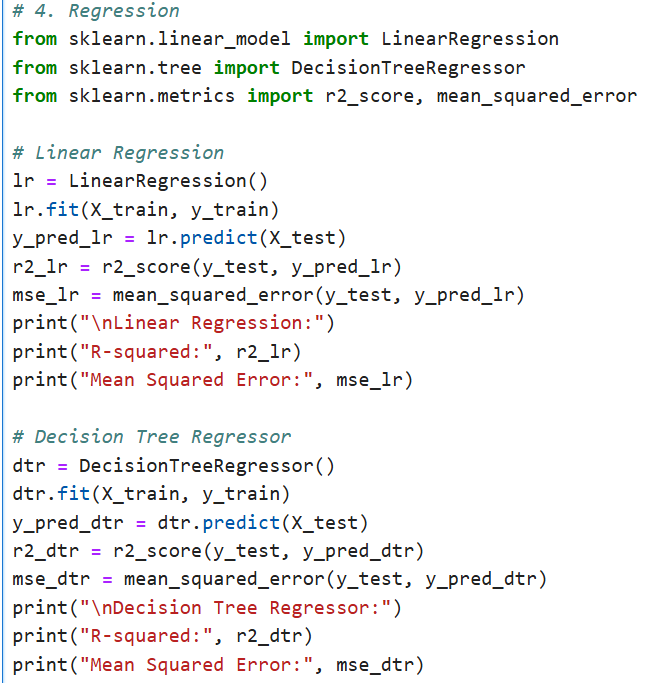 # 4. Regression
from sklearn.linear_model import LinearRegression
from sklearn.tree import DecisionTreeRegressor
from sklearn.metrics import r2_score, mean_squared_error
# Linear Regression
lr = LinearRegression()
lr.fit(X_train, y_train)
y_pred_lr = lr.predict(X_test)
r2_lr = r2_score(y_test, y_pred_lr)
mse_lr = mean_squared_error(y_test, y_pred_lr)
print("\nLinear Regression:")
print("R-squared:", r2_lr)
print("Mean Squared Error:", mse_lr)
# Decision Tree Regressor
dtr = DecisionTreeRegressor()
dtr.fit(X_train, y_train)
y_pred_dtr = dtr.predict(X_test)
r2_dtr = r2_score(y_test, y_pred_dtr)
mse_dtr = mean_squared_error(y_test, y_pred_dtr)
print("\nDecision Tree Regressor:")
print("R-squared:", r2_dtr)
print("Mean Squared Error:", mse_dtr)